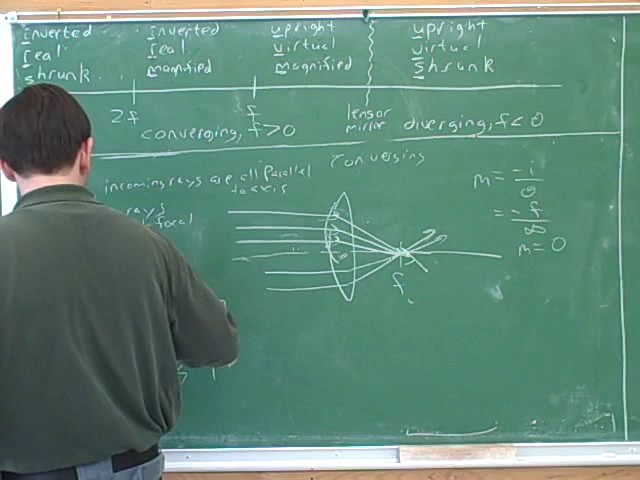 inverted inverted upright upright
real real virtual virtual
shrunk magnified magnified shrunk
2f f lens or
mirror
converging, f>0 diverging, f<0
converging
incoming rays are all parallel
to axis
rays
focal
f
m = -i/o
= -f/∞
m = 0